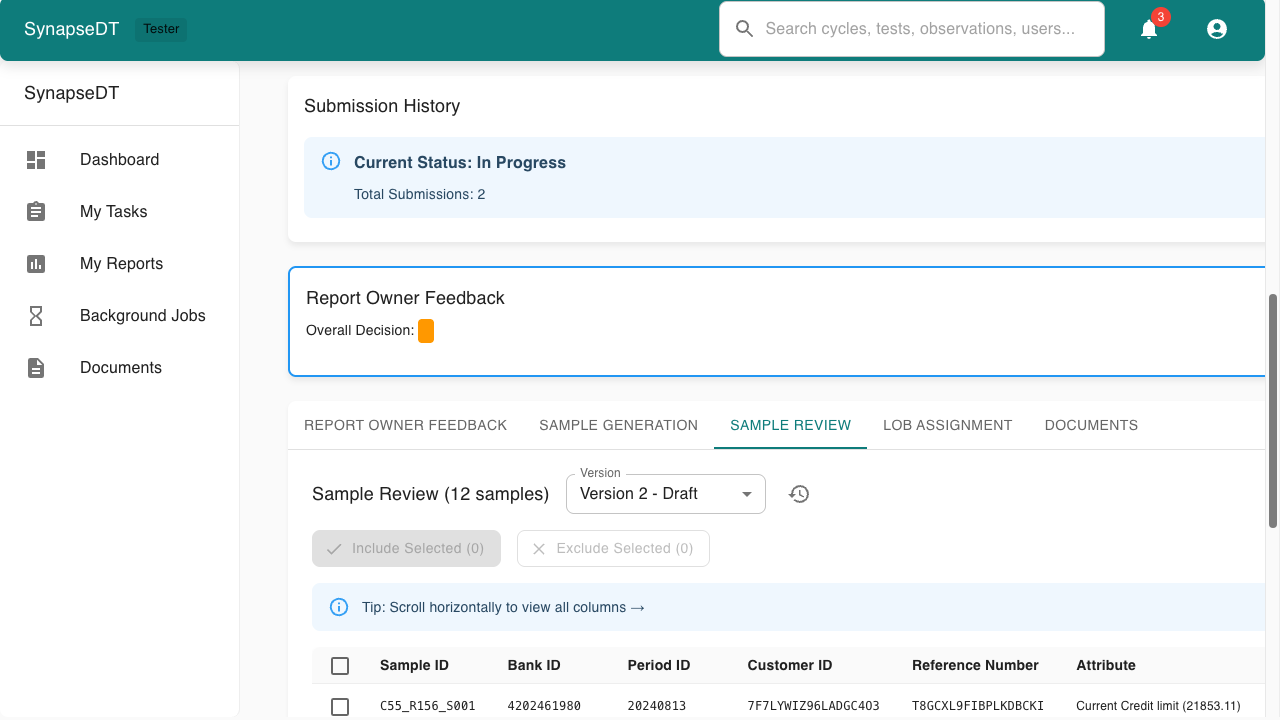 SynapseDT
Tester
Search cycles, tests, observations, users...
3
SynapseDT
Dashboard
My Tasks
My Reports
Background Jobs
Documents
Submission History
Current Status: In Progress
Total Submissions: 2
Report Owner Feedback
Overall Decision:
REPORT OWNER FEEDBACK SAMPLE GENERATION SAMPLE REVIEW LOB ASSIGNMENT DOCUMENTS
Version
Sample Review (12 samples) Version 2 - Draft
Include Selected (0) Exclude Selected (0)
Tip: Scroll horizontally to view all columns →
Sample ID Bank ID Period ID Customer ID Reference Number Attribute
C55_R156_S001 4202461980 20240813 7F7LYWIZ96LADGC4O3 T8GCXL9FIBPLKDBCKI Current Credit limit (21853.11)